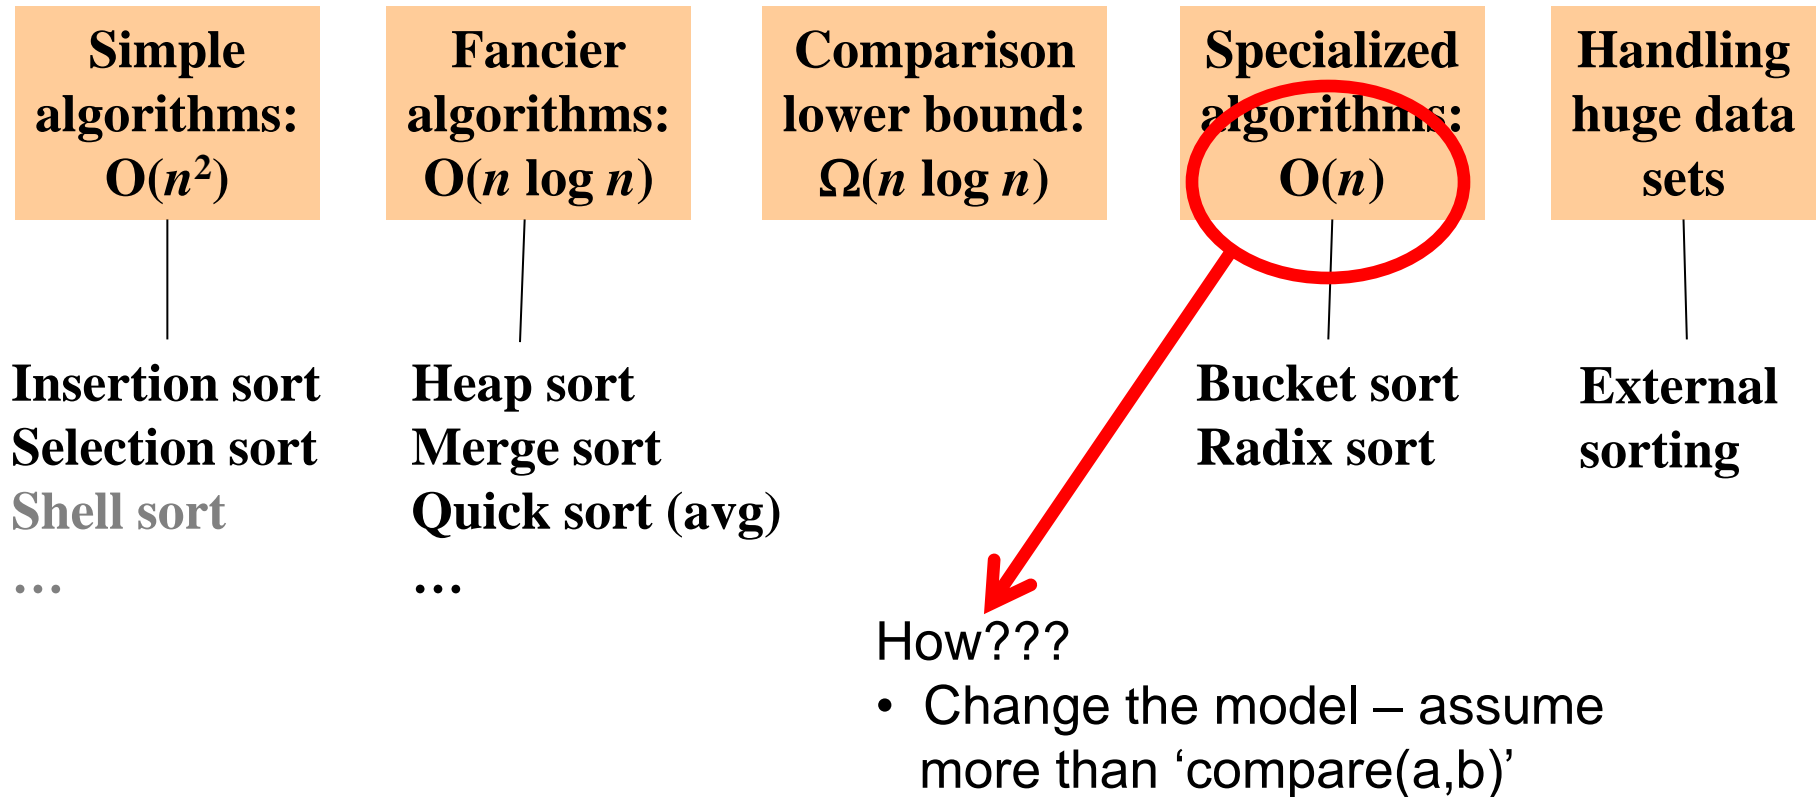 Simple
algorithms:
O(n²)
Fancier
algorithms:
O(n log n)
Comparison
lower bound:
Ω(n log n)
Specialized
algorithms:
O(n)
Handling
huge data
sets
Insertion sort
Selection sort
Shell sort
…
Heap sort
Merge sort
Quick sort (avg)
…
Bucket sort
Radix sort
External
sorting
How???
• Change the model – assume
more than ‘compare(a,b)’